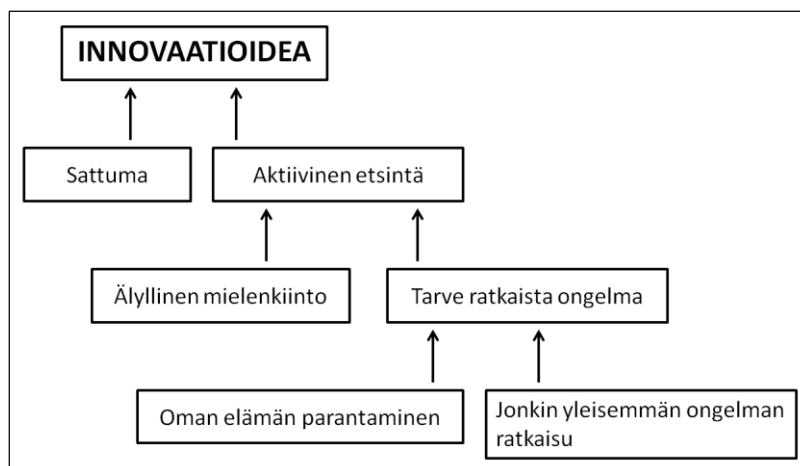 INNOVAATIOIDEA
Sattuma
Aktiivinen etsintä
Älyllinen mielenkiinto
Tarve ratkaista ongelma
Oman elämän parantaminen
Jonkin yleisemmän ongelman
ratkaisu